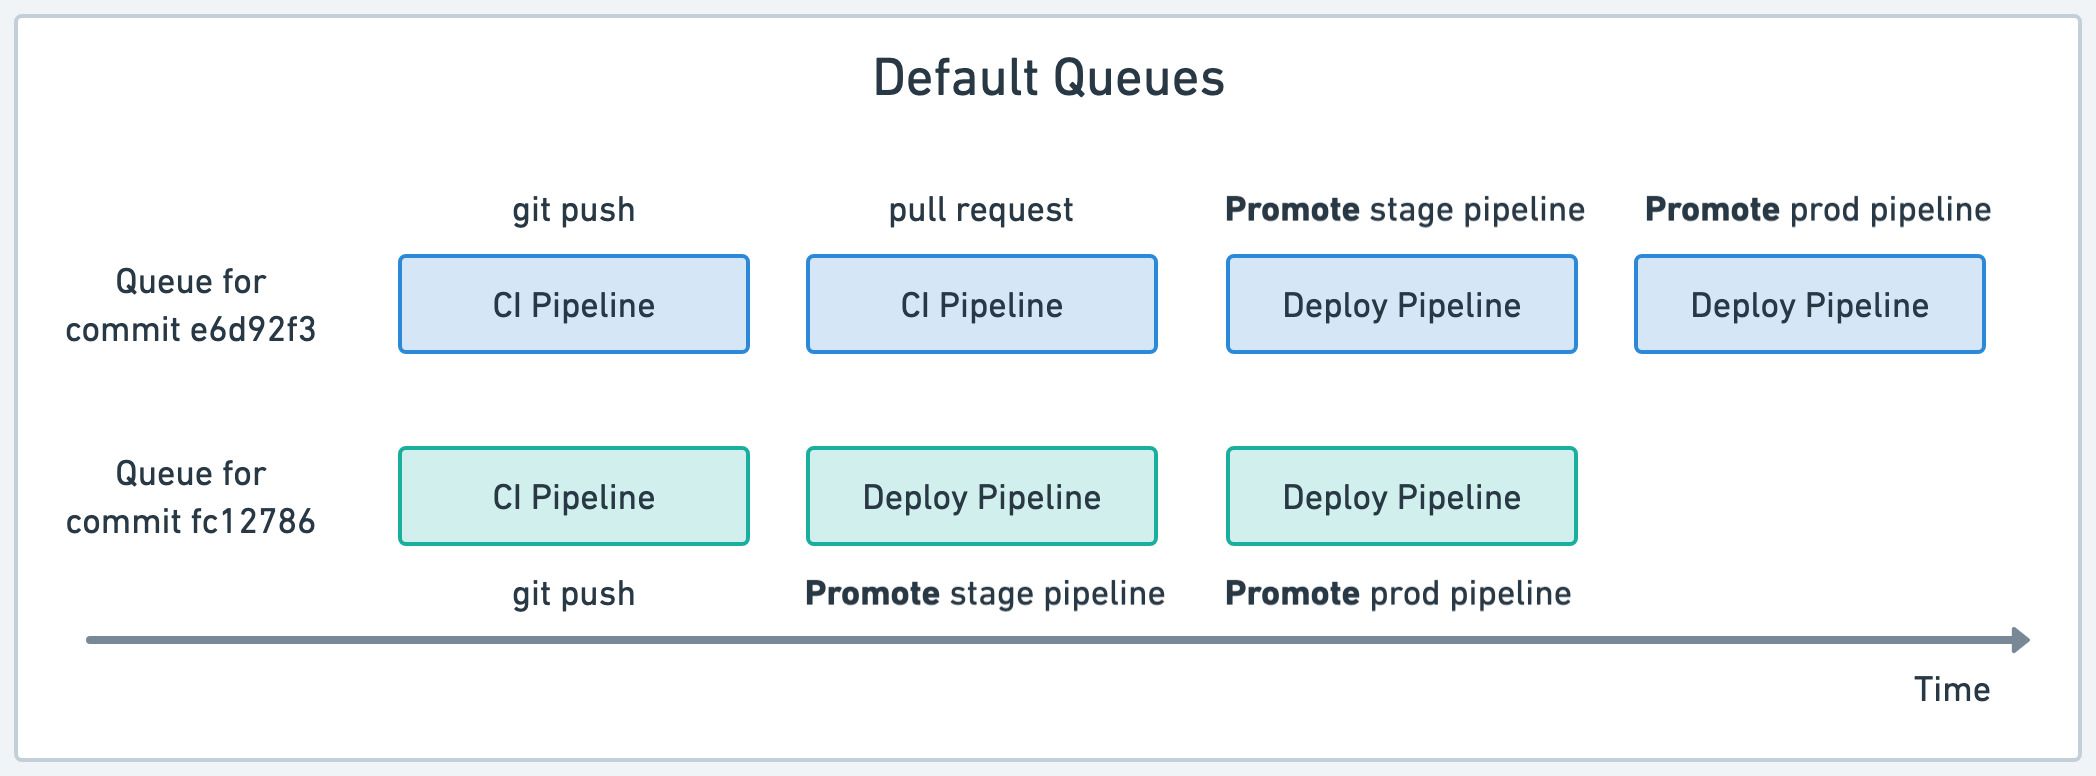 Default Queues
git push
pull request
Promote stage pipeline
Promote prod pipeline
Queue for
commit e6d92f3
CI Pipeline
CI Pipeline
Deploy Pipeline
Deploy Pipeline
Queue for
commit fc12786
CI Pipeline
Deploy Pipeline
Deploy Pipeline
git push
Promote stage pipeline
Promote prod pipeline
Time